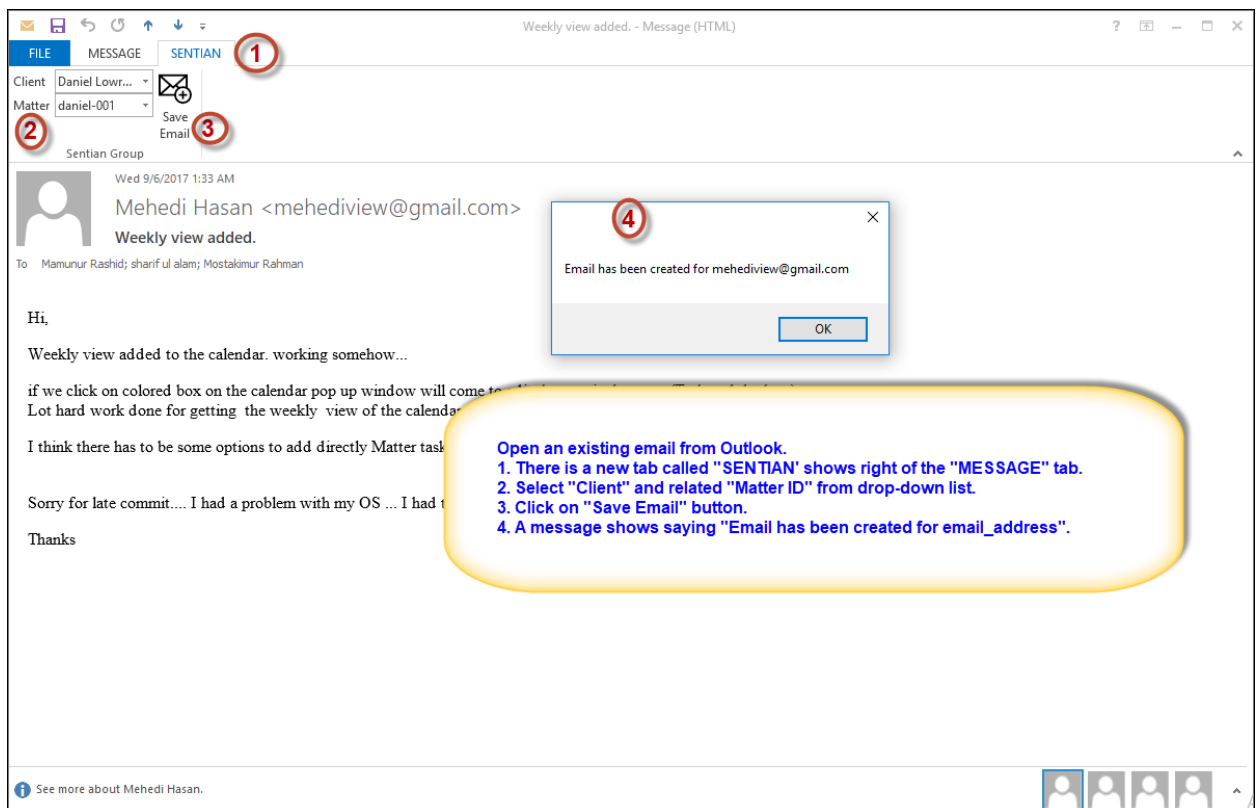 Weekly view added. - Message (HTML)
?
FILE MESSAGE SENTIAN 1
Client Daniel Lowr...
Matter daniel-001
Save
Email
2
3
Sentian Group
Wed 9/6/2017 1:33 AM
Mehedi Hasan <mehediview@gmail.com>
Weekly view added.
To Mamunur Rashid; sharif ul alam; Mostakimur Rahman
4
Email has been created for mehediview@gmail.com
OK
Hi,
Weekly view added to the calendar. working somehow...
if we click on colored box on the calendar pop up window will come to
Lot hard work done for getting the weekly view of the calendar
I think there has to be some options to add directly Matter task
Sorry for late commit.... I had a problem with my OS ... I had
Thanks
Open an existing email from Outlook.
1. There is a new tab called "SENTIAN' shows right of the "MESSAGE" tab.
2. Select "Client" and related "Matter ID" from drop-down list.
3. Click on "Save Email" button.
4. A message shows saying "Email has been created for email_address".
See more about Mehedi Hasan.